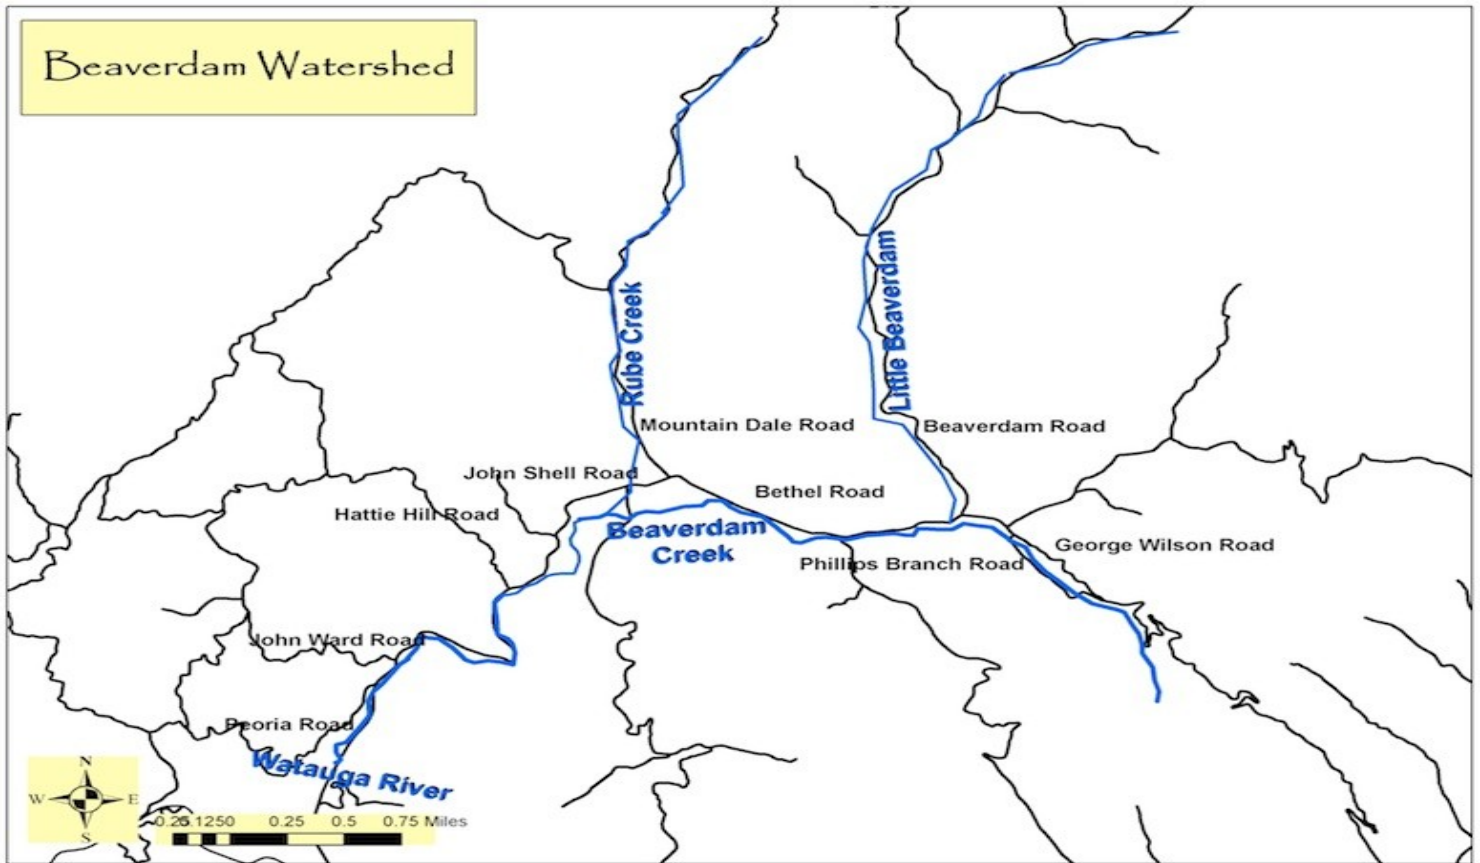 Beaverdam Watershed
Rube Creek
Little Beaverdam
Mountain Dale Road
Beaverdam Road
John Shell Road
Bethel Road
Hattie Hill Road
Beaverdam
Creek
George Wilson Road
Phillips Branch Road
John Ward Road
Peoria Road
Watauga River
N
W
E
S
0.25 0.5 0.75 Miles